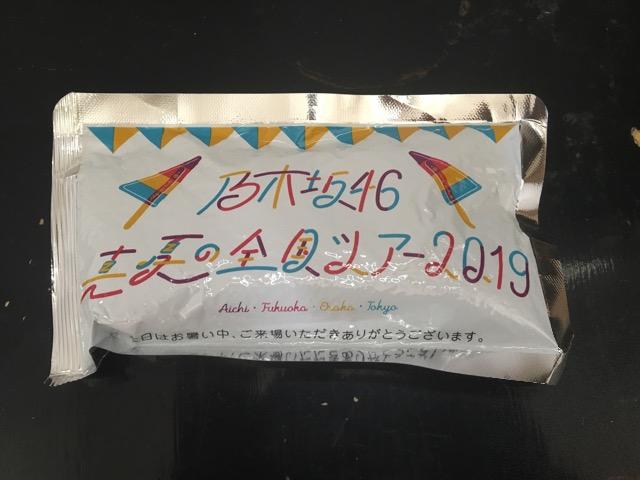 乃木坂46
真夏の全国ツアー2019
Aichi・Fukuoka・Osaka・Tokyo
本日はお暑い中、ご来場いただきありがとうございます。